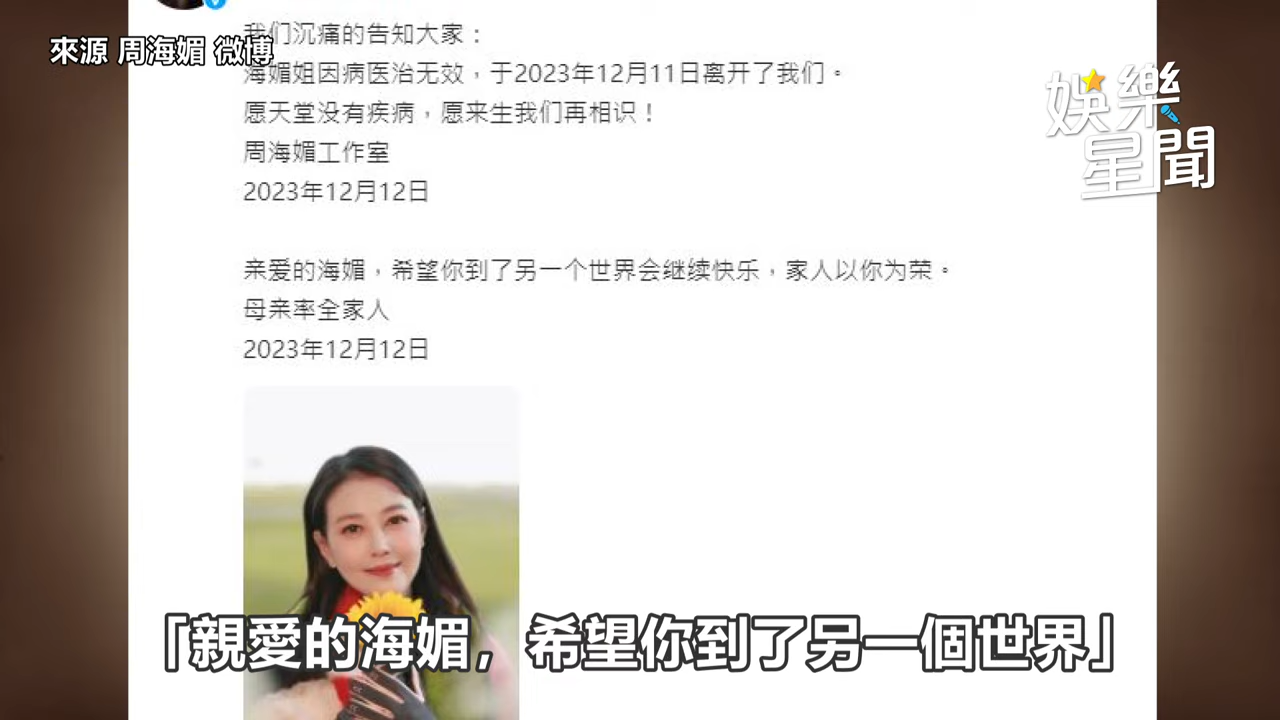 我们沉痛的告知大家：
來源 周海媚 微博
海媚姐因病医治无效，于2023年12月11日离开了我们。
愿天堂没有疾病，愿来生我们再相识！
周海媚工作室
2023年12月12日
娛樂
星聞
亲爱的海媚，希望你到了另一个世界会继续快乐，家人以你为荣。
母亲率全家人
2023年12月12日
「親愛的海媚，希望你到了另一個世界」